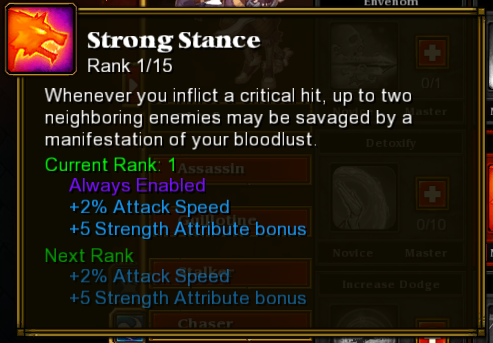 Envenom
Strong Stance
Rank 1/15
0/1
Whenever you inflict a critical hit, up to two
neighboring enemies may be savaged by a
manifestation of your bloodlust.
Novice Master
Detoxify
Current Rank: 1
Assassin
Always Enabled
+2% Attack Speed
+5 Strength Attribute bonus
Guillotine
0/10
Next Rank
Novice Master
+2% Attack Speed
Stalker
Increase Dodge
+5 Strength Attribute bonus
Chaser